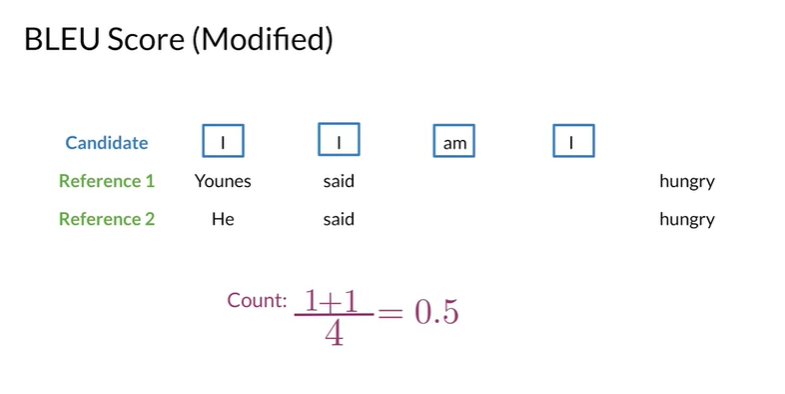 BLEU Score (Modified)
Candidate I I am I
Reference 1 Younes said hungry
Reference 2 He said hungry
Count: 1+1/4 = 0.5